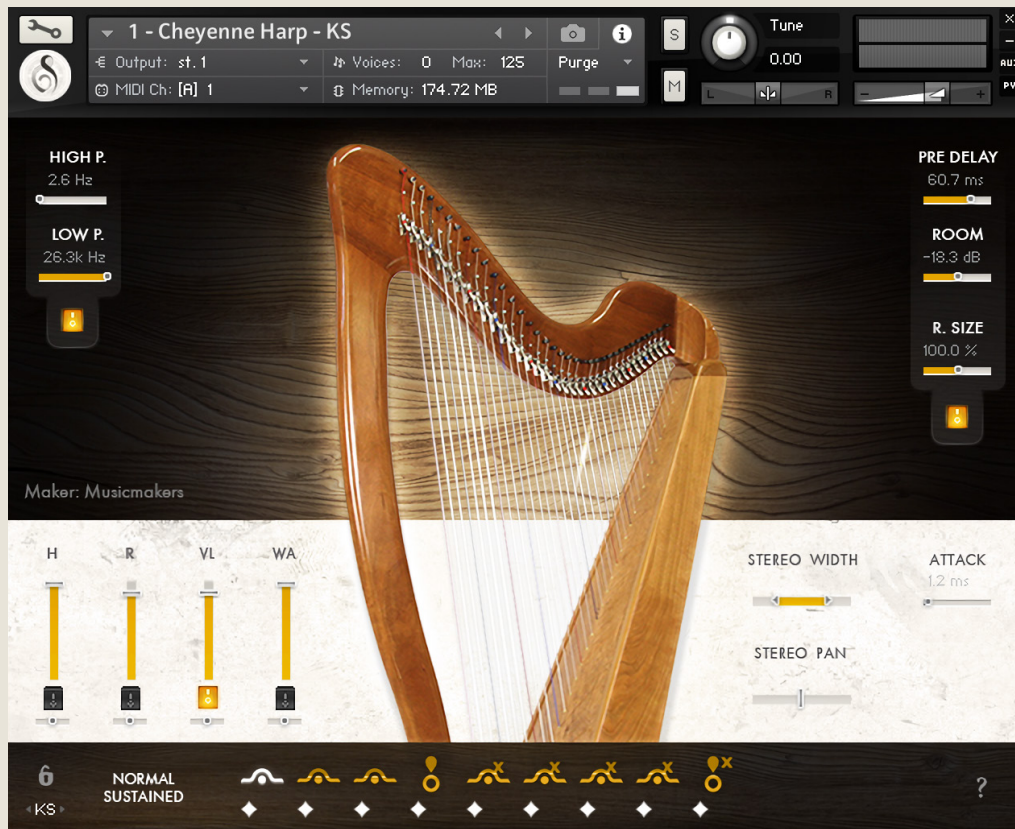 1 - Cheyenne Harp - KS
Output: st.1
Voices: 0 Max: 125
Purge
MIDI Ch: [A] 1
Memory: 174.72 MB
S
M
Tune
0.00
L
R
AUX
PV
HIGH P.
2.6 Hz
LOW P.
26.3k Hz
PRE DELAY
60.7 ms
ROOM
-18.3 dB
R. SIZE
100.0 %
Maker: Musicmakers
H R VL WA
STEREO WIDTH
ATTACK
1.2 ms
STEREO PAN
6
KS
NORMAL
SUSTAINED
?